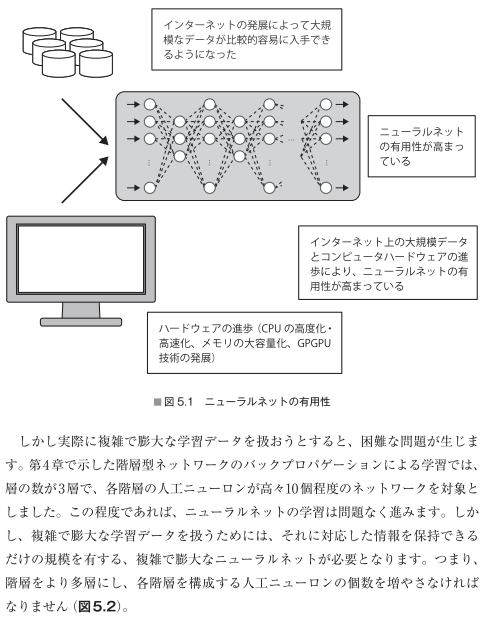 インターネットの発展によって大規
模なデータが比較的容易に入手でき
るようになった
ニューラルネット
の有用性が高まっ
ている
インターネット上の大規模データ
とコンピュータハードウェアの進
歩により、ニューラルネットの有
用性が高まっている
ハードウェアの進歩（CPUの高度化・
高速化、メモリの大容量化、GPGPU
技術の発展）
■図5.1　ニューラルネットの有用性
しかし実際に複雑で膨大な学習データを扱おうとすると、困難な問題が生じま
す。第4章で示した階層型ネットワークのバックプロパゲーションによる学習では、
層の数が3層で、各階層の人工ニューロンが高々10個程度のネットワークを対象と
しました。この程度であれば、ニューラルネットの学習は問題なく進みます。しか
し、複雑で膨大な学習データを扱うためには、それに対応した情報を保持できる
だけの規模を有する、複雑で膨大なニューラルネットが必要となります。つまり、
階層をより多層にし、各階層を構成する人工ニューロンの個数を増やさなければ
なりません（図5.2）。